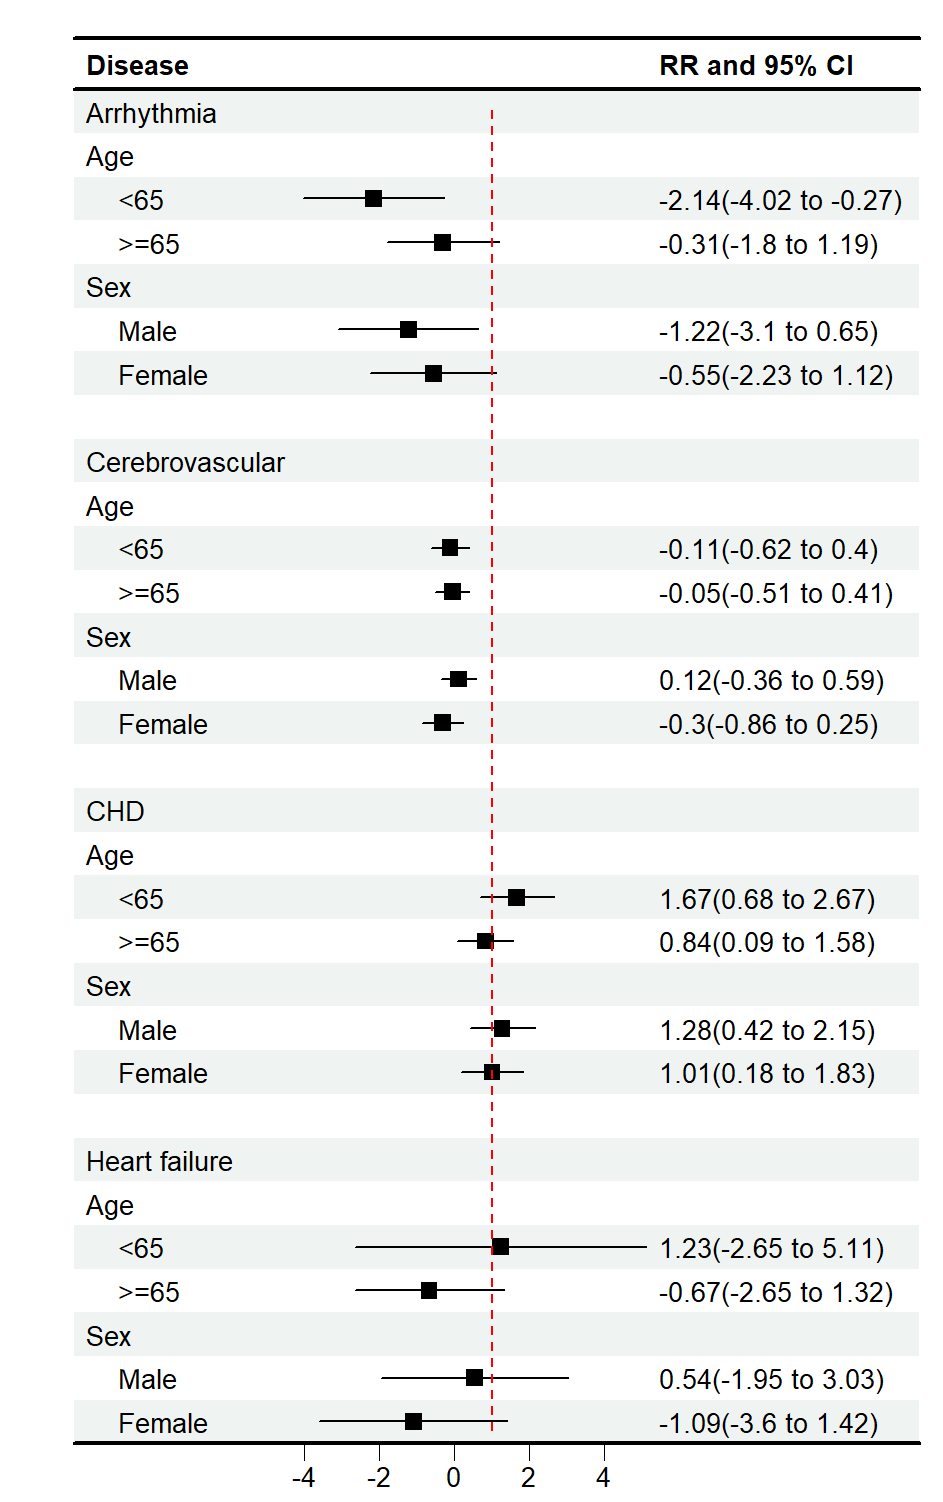 Disease RR and 95% CI
Arrhythmia
Age
<65 -2.14(-4.02 to -0.27)
>=65 -0.31(-1.8 to 1.19)
Sex
Male -1.22(-3.1 to 0.65)
Female -0.55(-2.23 to 1.12)
Cerebrovascular
Age
<65 -0.11(-0.62 to 0.4)
>=65 -0.05(-0.51 to 0.41)
Sex
Male 0.12(-0.36 to 0.59)
Female -0.3(-0.86 to 0.25)
CHD
Age
<65 1.67(0.68 to 2.67)
>=65 0.84(0.09 to 1.58)
Sex
Male 1.28(0.42 to 2.15)
Female 1.01(0.18 to 1.83)
Heart failure
Age
<65 1.23(-2.65 to 5.11)
>=65 -0.67(-2.65 to 1.32)
Sex
Male 0.54(-1.95 to 3.03)
Female -1.09(-3.6 to 1.42)
-4 -2 0 2 4